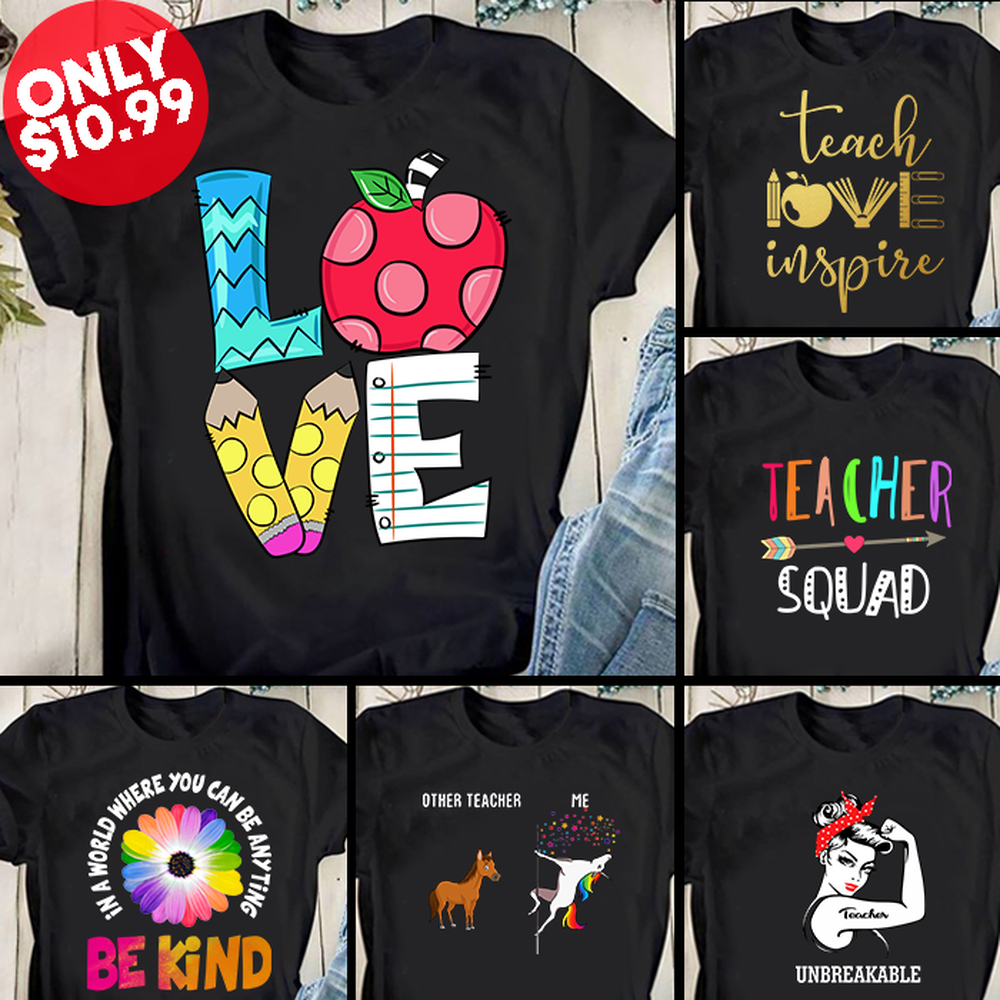 ONLY
$10.99
LOVE
teach
LOVE
inspire
TEACHER
SQUAD
IN A WORLD WHERE YOU CAN BE ANYTING
BE KiND
OTHER TEACHER ME
Teacher
UNBREAKABLE